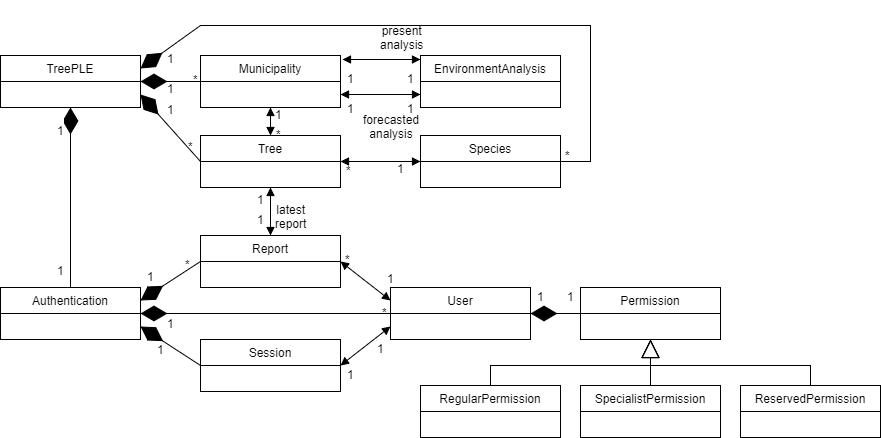 present
analysis
1
TreePLE
Municipality
EnvironmentAnalysis
*
1
1
1
1
1
1
1
forecasted
analysis
1
*
*
Tree
Species
*
1
*
1
1
1
latest
report
Report
1
1
*
*
1
Authentication
User
1
1
Permission
1
*
1
1
Session
1
RegularPermission
SpecialistPermission
ReservedPermission